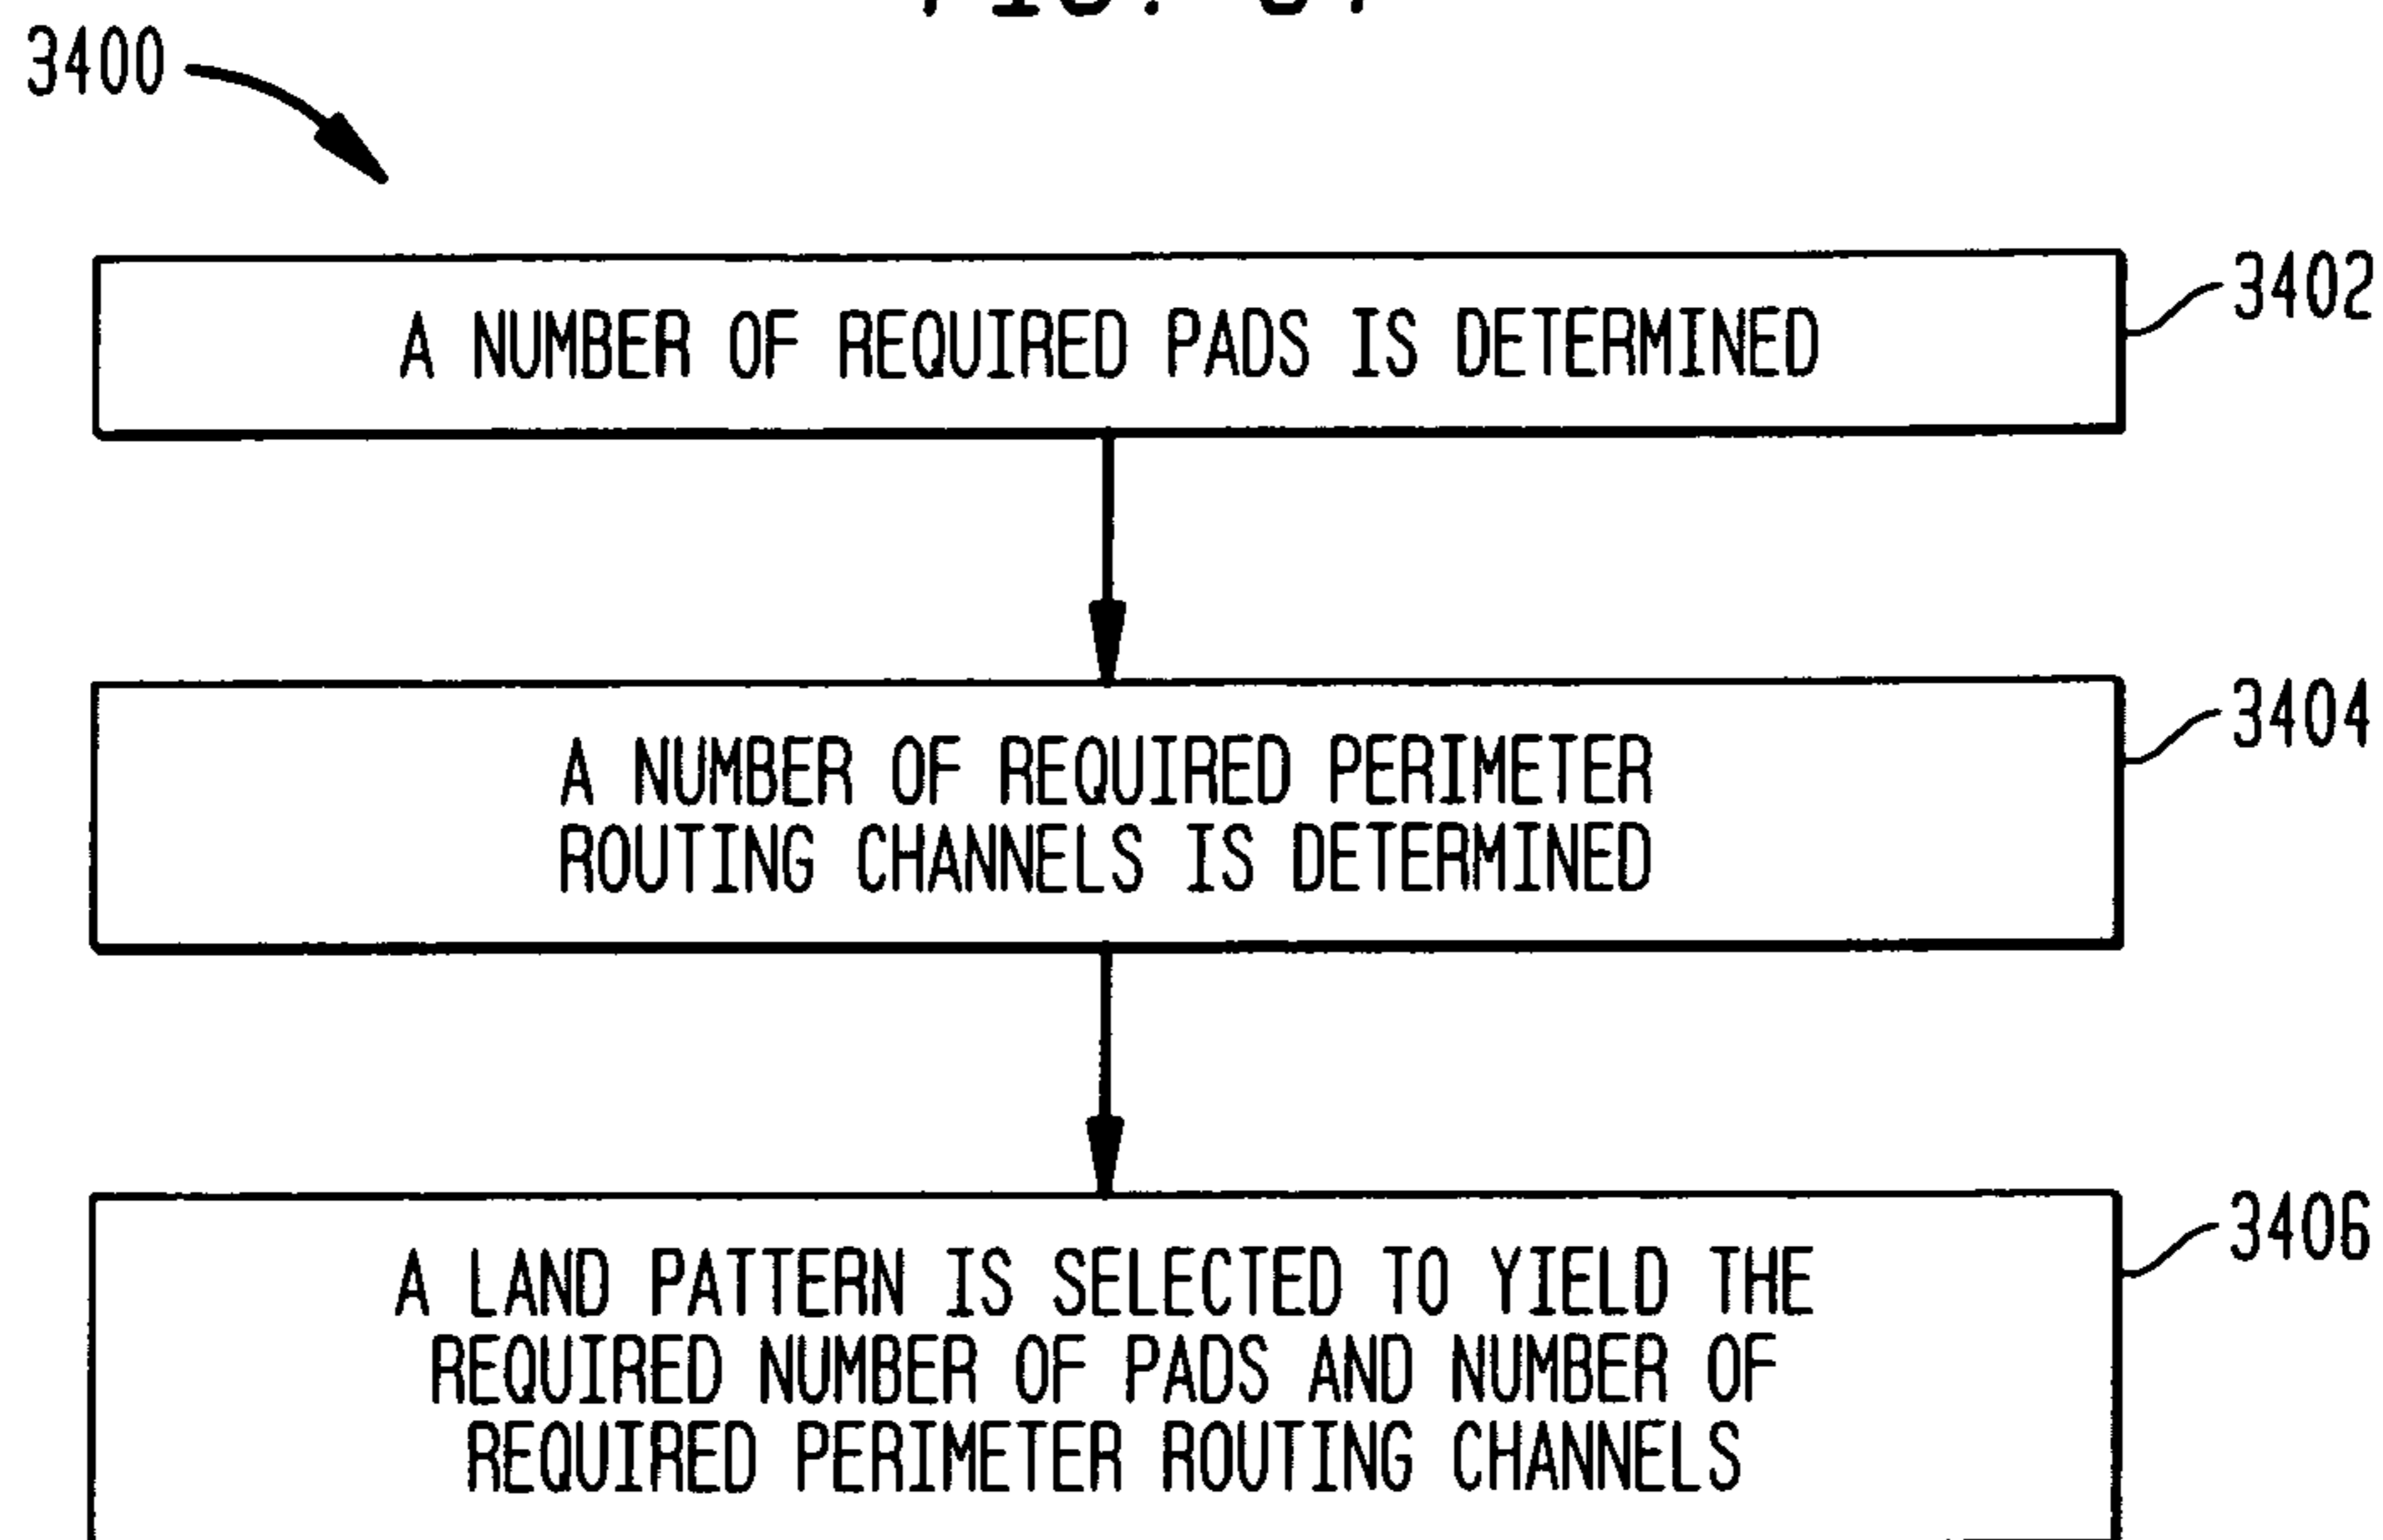 3400
A NUMBER OF REQUIRED PADS IS DETERMINED
3402
A NUMBER OF REQUIRED PERIMETER
ROUTING CHANNELS IS DETERMINED
3404
A LAND PATTERN IS SELECTED TO YIELD THE
REQUIRED NUMBER OF PADS AND NUMBER OF
REQUIRED PERIMETER ROUTING CHANNELS
3406